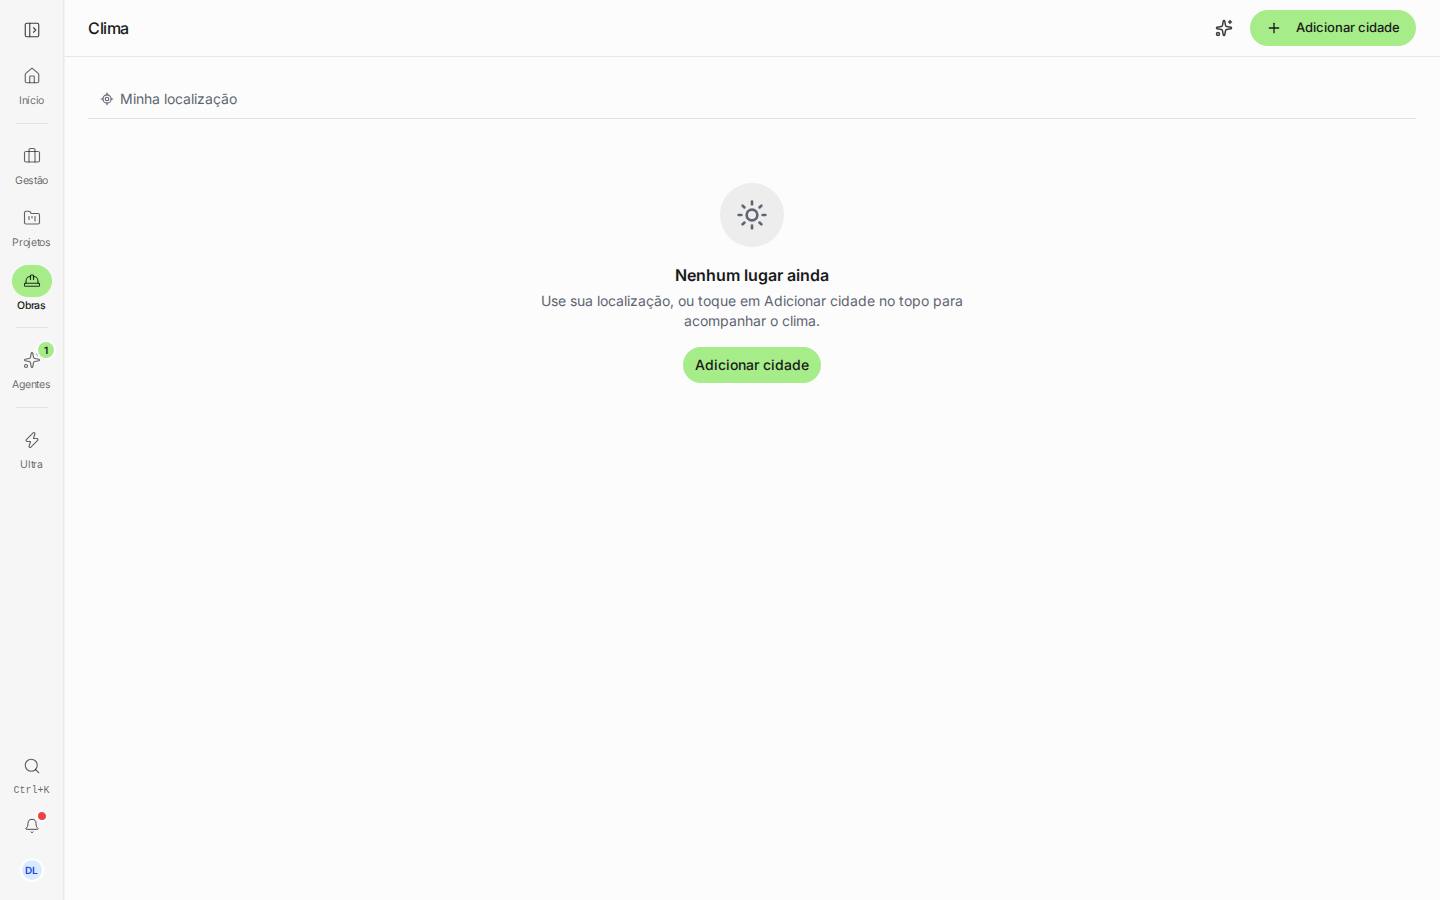 Clima
Adicionar cidade
Início
Gestão
Projetos
Obras
1
Agentes
Ultra
Ctrl+K
DL
Minha localização
Nenhum lugar ainda
Use sua localização, ou toque em Adicionar cidade no topo para
acompanhar o clima.
Adicionar cidade